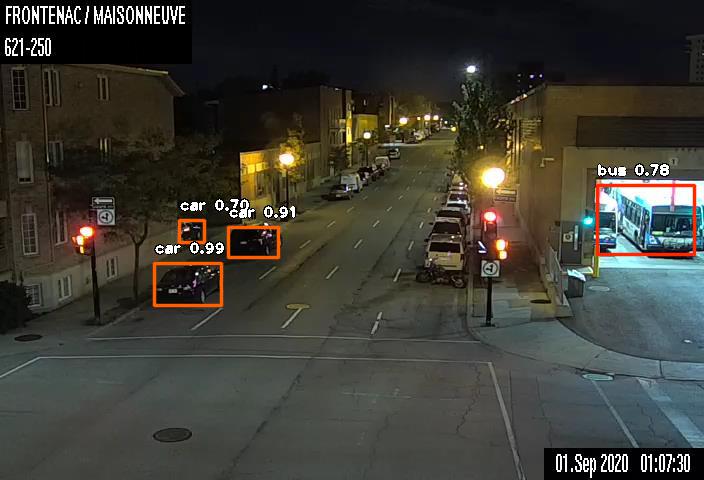 FRONTENAC / MAISONNEUVE
621-250
bus 0.78
car 0.70
car 0.91
car 0.99
01.Sep 2020 01:07:30